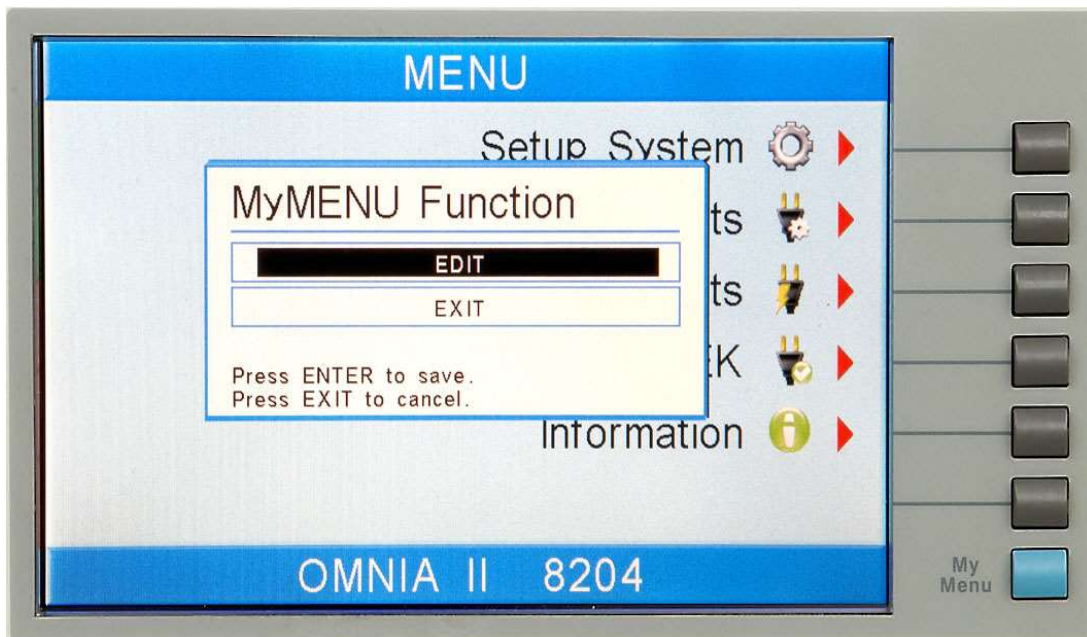 MENU
Setup System
MyMENU Function
ts
EDIT
ts
EXIT
EK
Press ENTER to save.
Press EXIT to cancel.
Information
OMNIA II 8204
My
Menu